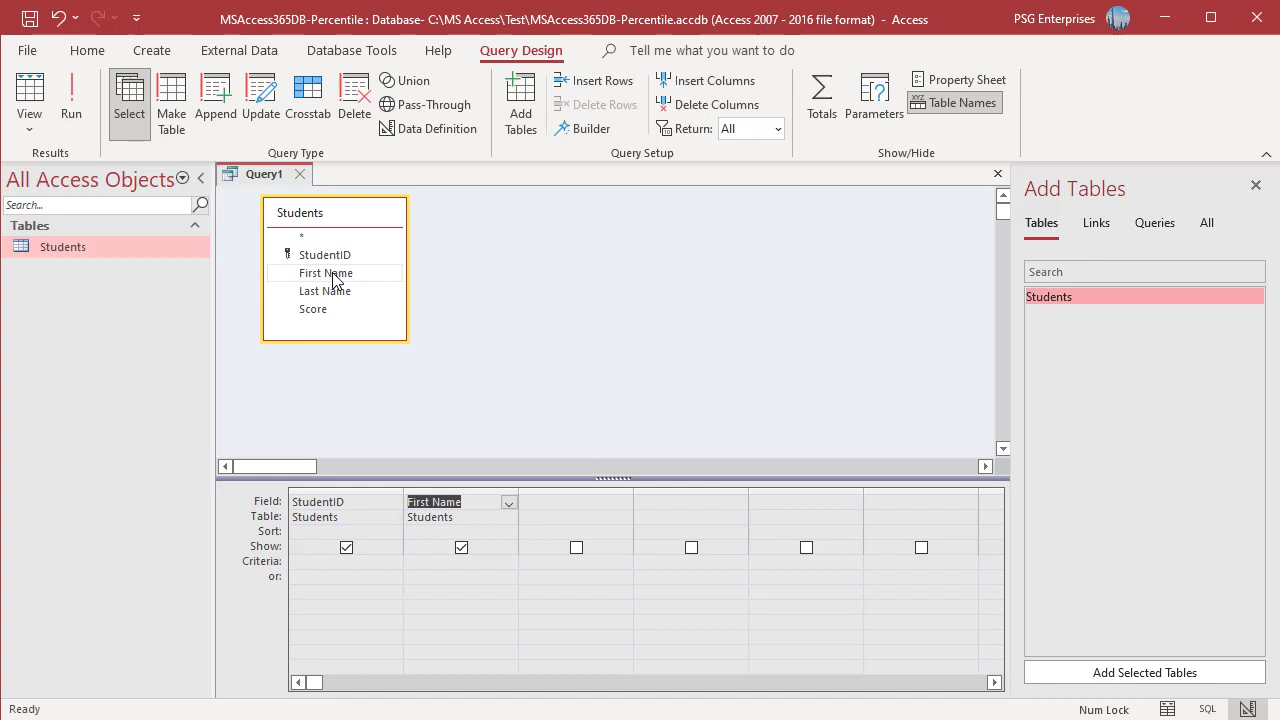 MSAccess365DB-Percentile : Database- C:\MS Access\Test\MSAccess365DB-Percentile.accdb (Access 2007 - 2016 file format) - Access
PSG Enterprises
File Home Create External Data Database Tools Help Query Design Tell me what you want to do
View
Run
Results
Select
Make Table
Append
Update
Crosstab
Delete
Union
Pass-Through
Data Definition
Query Type
Add Tables
Insert Rows
Delete Rows
Builder
Insert Columns
Delete Columns
Return: All
Query Setup
Totals
Parameters
Property Sheet
XYZ Table Names
Show/Hide
All Access Objects
Search...
Tables
Students
Query1
Students
*
StudentID
First Name
Last Name
Score
Field: StudentID First Name
Table: Students Students
Sort:
Show:
Criteria:
or:
Add Tables
Tables Links Queries All
Search
Students
Add Selected Tables
Ready
Num Lock
SQL